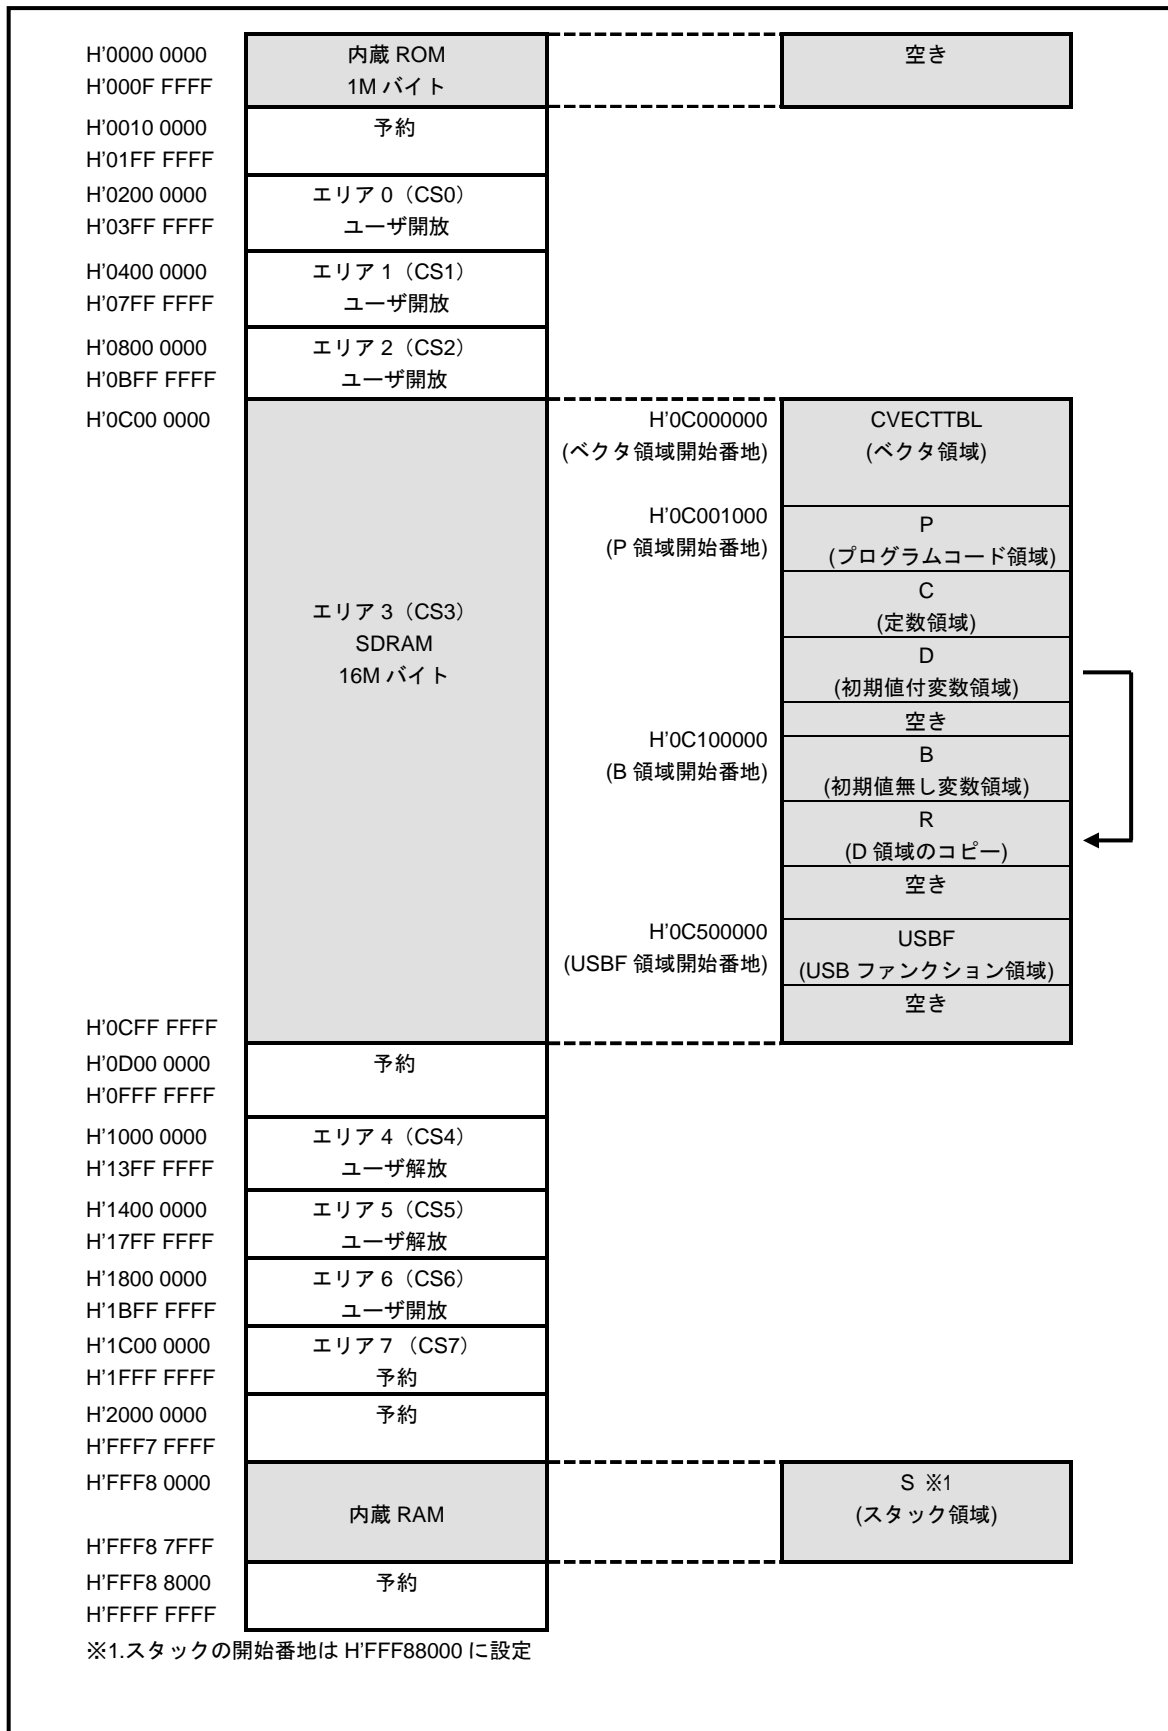 H'0000 0000 内蔵 ROM 空き
H'000F FFFF 1M バイト
H'0010 0000 予約
H'01FF FFFF
H'0200 0000 エリア 0（CS0）
H'03FF FFFF ユーザ開放
H'0400 0000 エリア 1（CS1）
H'07FF FFFF ユーザ開放
H'0800 0000 エリア 2（CS2）
H'0BFF FFFF ユーザ開放
H'0C00 0000 H'0C000000 CVECTTBL
(ベクタ領域開始番地) (ベクタ領域)
H'0C001000 P
(P 領域開始番地) (プログラムコード領域)
C
エリア 3（CS3） (定数領域)
SDRAM D
16M バイト (初期値付変数領域)
空き
H'0C100000 B
(B 領域開始番地) (初期値無し変数領域)
R
(D 領域のコピー)
空き
H'0C500000 USBF
(USBF 領域開始番地) (USB ファンクション領域)
空き
H'0CFF FFFF
H'0D00 0000 予約
H'0FFF FFFF
H'1000 0000 エリア 4（CS4）
H'13FF FFFF ユーザ解放
H'1400 0000 エリア 5（CS5）
H'17FF FFFF ユーザ解放
H'1800 0000 エリア 6（CS6）
H'1BFF FFFF ユーザ開放
H'1C00 0000 エリア 7（CS7）
H'1FFF FFFF 予約
H'2000 0000 予約
H'FFF7 FFFF
H'FFF8 0000 S ※1
内蔵 RAM (スタック領域)
H'FFF8 7FFF
H'FFF8 8000 予約
H'FFFF FFFF
※1.スタックの開始番地は H'FFF88000 に設定